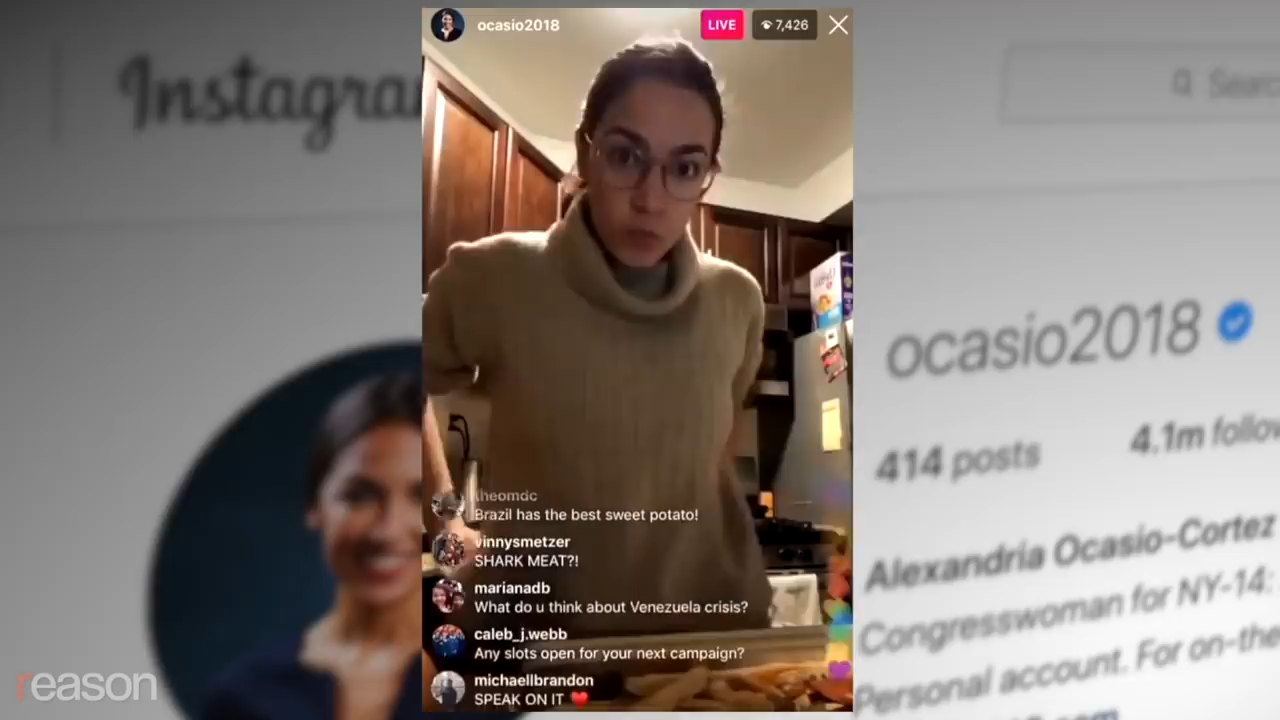 Instagra
Searc
ocasio2018
LIVE
7,426
ocasio2018
414 posts
4.1m follo
Alexandria Ocasio-Cortez
Congresswoman for NY-14:
Personal account. For on-the
theomdc
Brazil has the best sweet potato!
vinnysmetzer
SHARK MEAT?!
marianadb
What do u think about Venezuela crisis?
caleb_j.webb
Any slots open for your next campaign?
michaellbrandon
SPEAK ON IT ❤️
reason